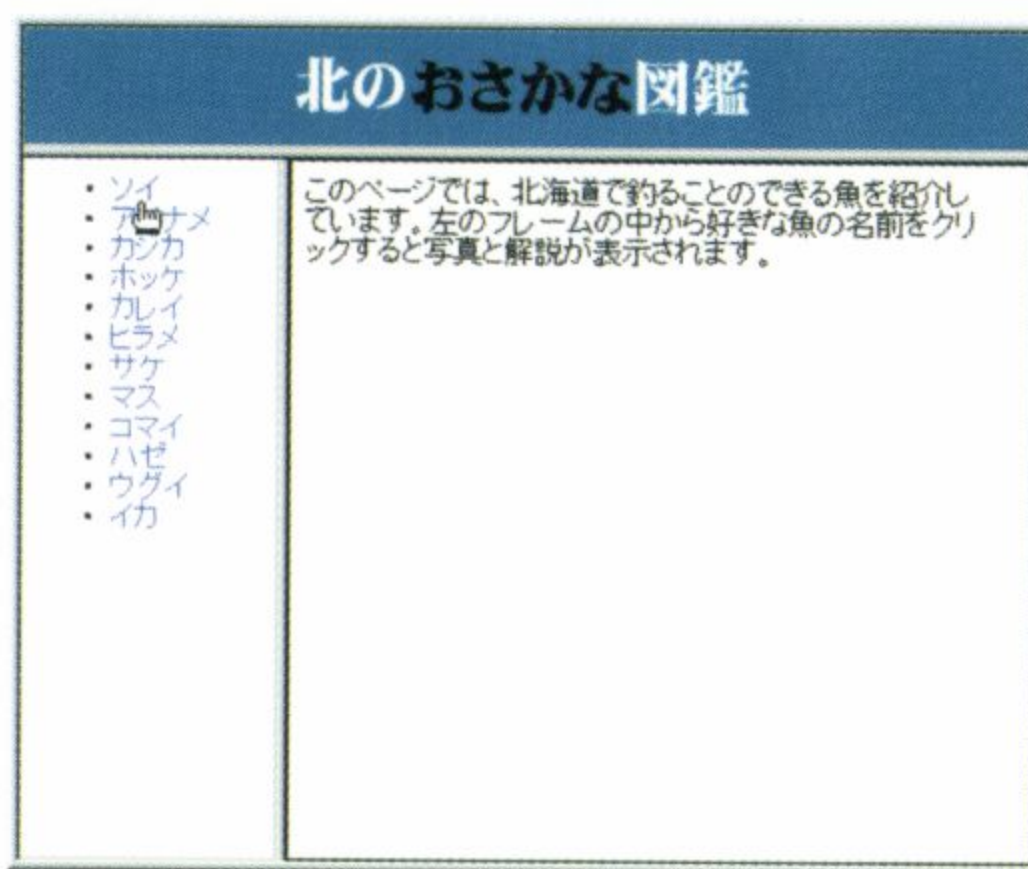 北のおさかな図鑑
・ソイ
・アイナメ
・カジカ
・ホッケ
・カレイ
・ヒラメ
・サケ
・マス
・コマイ
・ハゼ
・ウグイ
・イカ
このページでは、北海道で釣ることのできる魚を紹介し
ています。左のフレームの中から好きな魚の名前をクリ
ックすると写真と解説が表示されます。